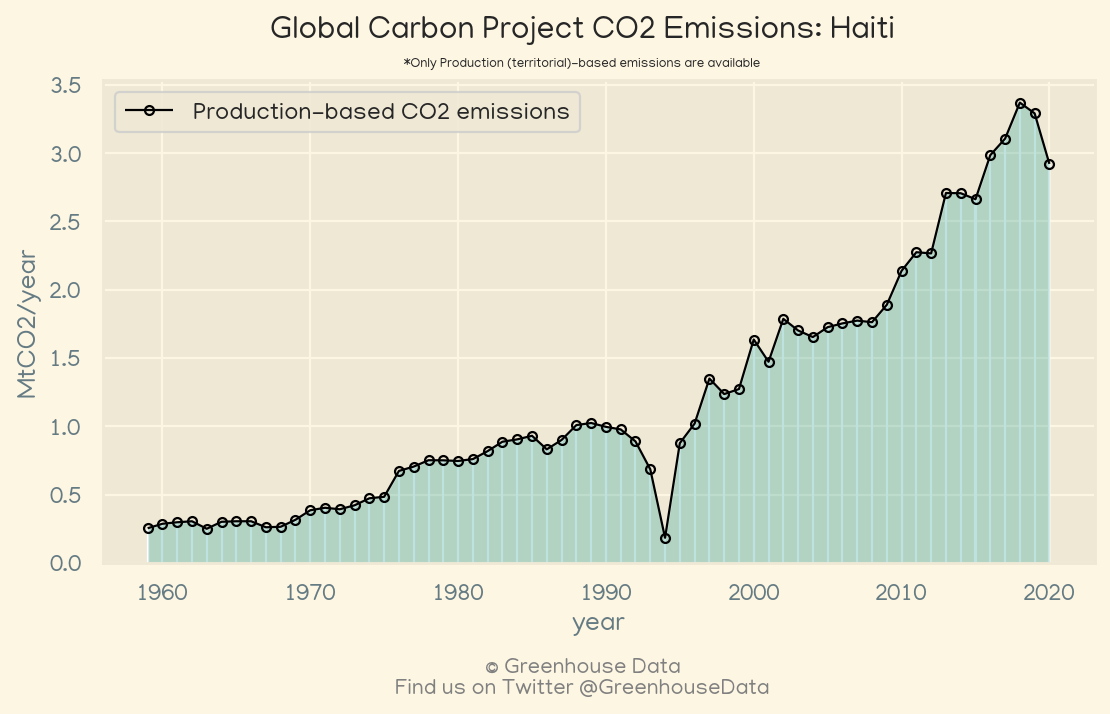 Global Carbon Project CO2 Emissions: Haiti
*Only Production (territorial)-based emissions are available
Production-based CO2 emissions
MtCO2/year
3.5
3.0
2.5
2.0
1.5
1.0
0.5
0.0
1960 1970 1980 1990 2000 2010 2020
year
© Greenhouse Data
Find us on Twitter @GreenhouseData